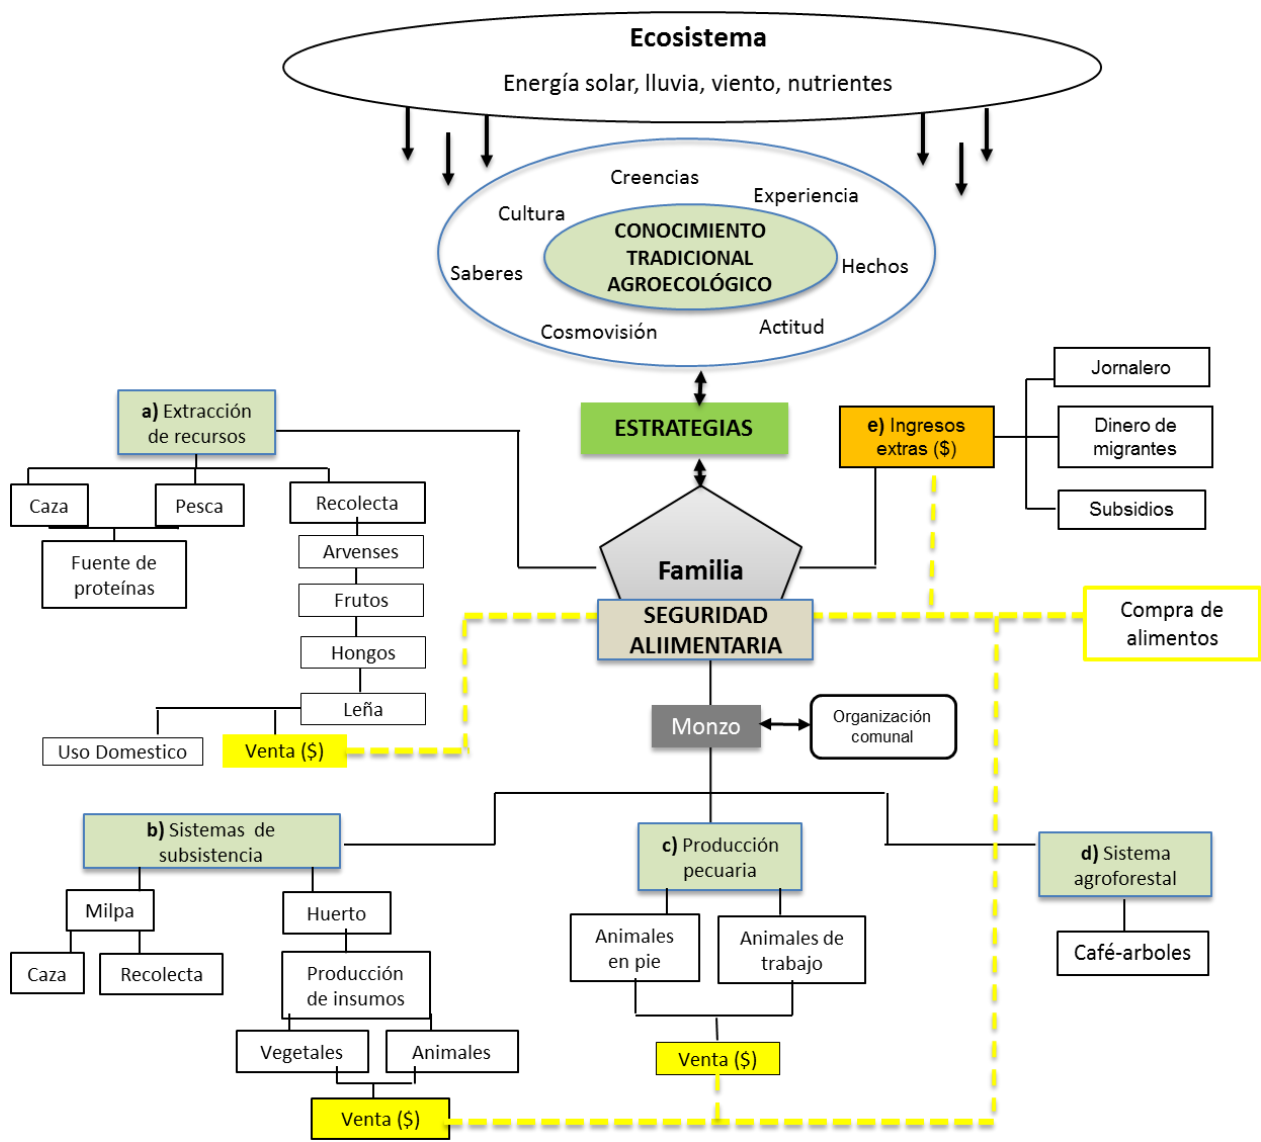 Ecosistema
Energía solar, lluvia, viento, nutrientes
Creencias
Experiencia
Cultura
CONOCIMIENTO
TRADICIONAL
AGROECOLÓGICO
Saberes
Hechos
Cosmovisión
Actitud
ESTRATEGIAS
a) Extracción
de recursos
Caza
Pesca
Recolecta
Fuente de
proteínas
Arvenses
Frutos
Hongos
Leña
Uso Domestico
Venta ($)
e) Ingresos
extras ($)
Jornalero
Dinero de
migrantes
Subsidios
Familia
SEGURIDAD
ALIIMENTARIA
Compra de
alimentos
Monzo
Organización
comunal
b) Sistemas de
subsistencia
Milpa
Huerto
Caza
Recolecta
Producción
de insumos
Vegetales
Animales
Venta ($)
c) Producción
pecuaria
Animales
en pie
Animales de
trabajo
Venta ($)
d) Sistema
agroforestal
Café-arboles